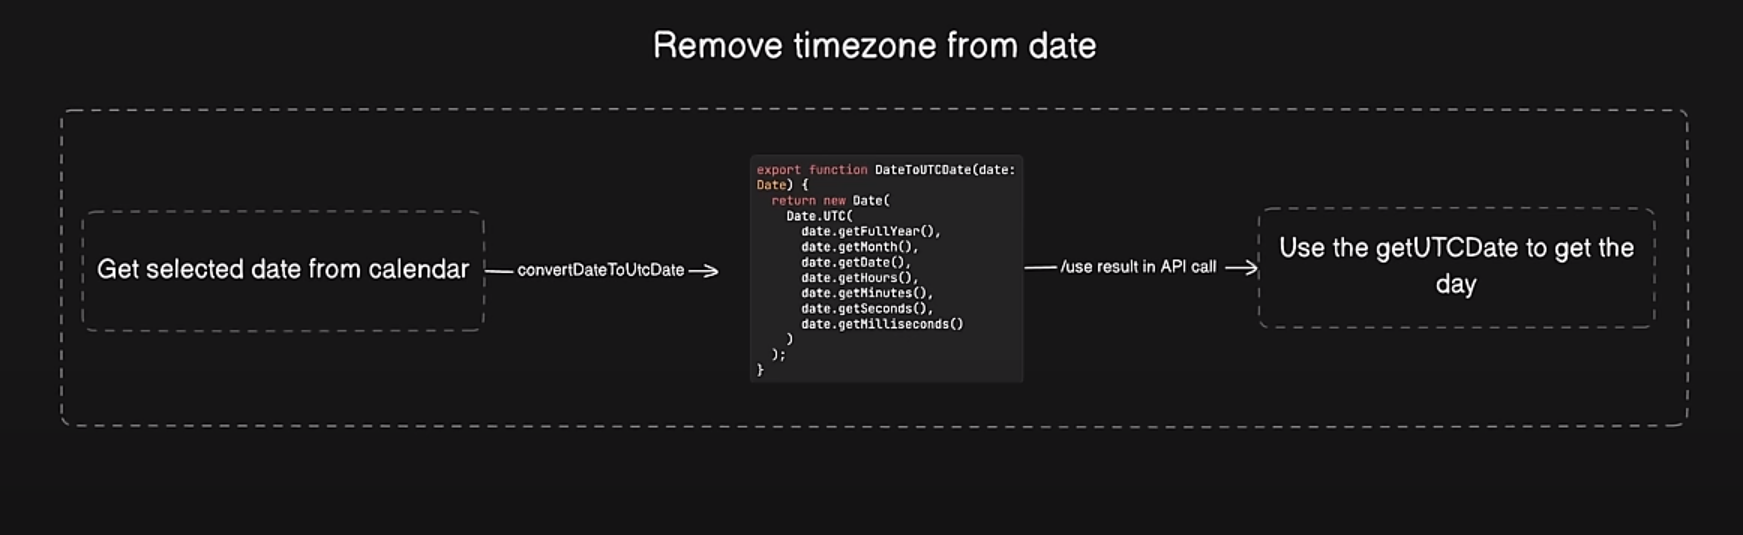 Remove timezone from date
Get selected date from calendar
convertDateToUtcDate
export function DateToUTCDate(date:
Date) {
return new Date(
Date.UTC(
date.getFullYear(),
date.getMonth(),
date.getDate(),
date.getHours(),
date.getMinutes(),
date.getSeconds(),
date.getMilliseconds()
)
);
}
/use result in API call
Use the getUTCDate to get the
day